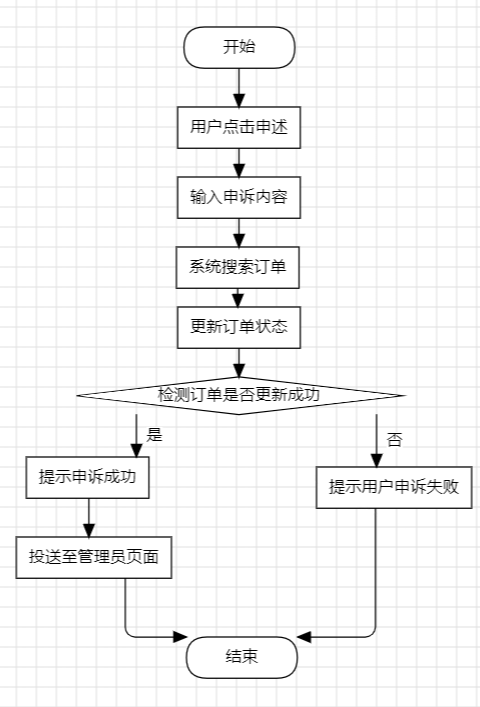 开始
用户点击申述
输入申诉内容
系统搜索订单
更新订单状态
检测订单是否更新成功
是
否
提示申诉成功
提示用户申诉失败
投送至管理员页面
结束